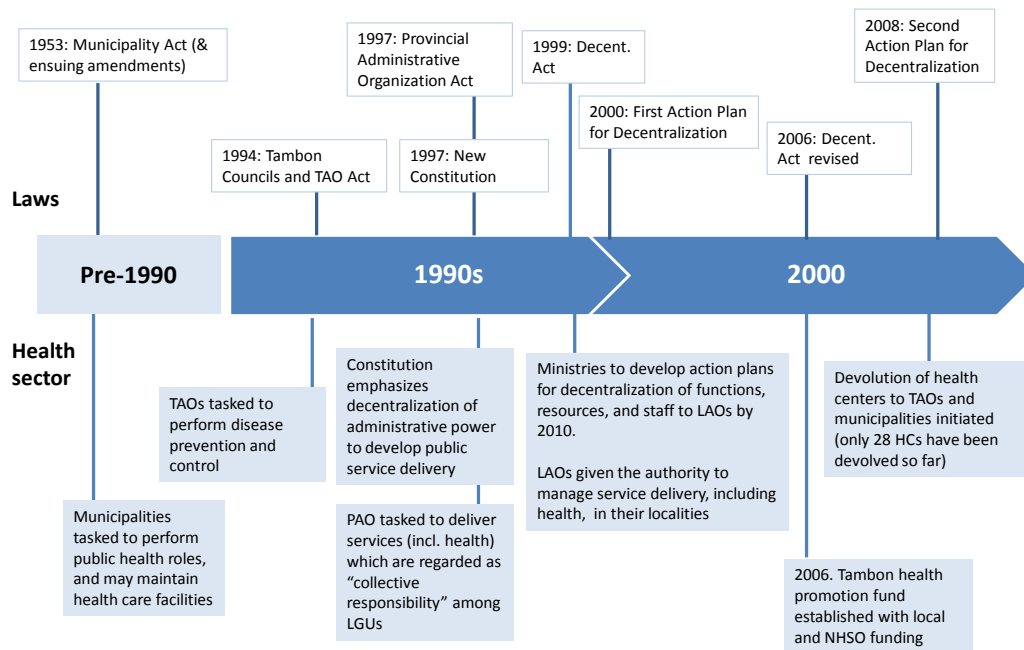 1953: Municipality Act (&
ensuing amendments)
1997: Provincial
Administrative
Organization Act
1999: Decent.
Act
2008: Second
Action Plan for
Decentralization
2000: First Action Plan
for Decentralization
1994: Tambon
Councils and TAO Act
1997: New
Constitution
2006: Decent.
Act  revised
Laws
Pre-1990
1990s
2000
Health
sector
TAOs tasked to
perform disease
prevention and
control
Constitution
emphasizes
decentralization of
administrative power
to develop public
service delivery
Ministries to develop action plans
for decentralization of functions,
resources, and staff to LAOs by
2010.
LAOs given the authority to
manage service delivery, including
health,  in their localities
Devolution of health
centers to TAOs and
municipalities initiated
(only 28 HCs have been
devolved so far)
Municipalities
tasked to perform
public health roles,
and may maintain
health care facilities
PAO tasked to deliver
services (incl. health)
which are regarded as
“collective
responsibility” among
LGUs
2006. Tambon health
promotion fund
established with local
and NHSO funding